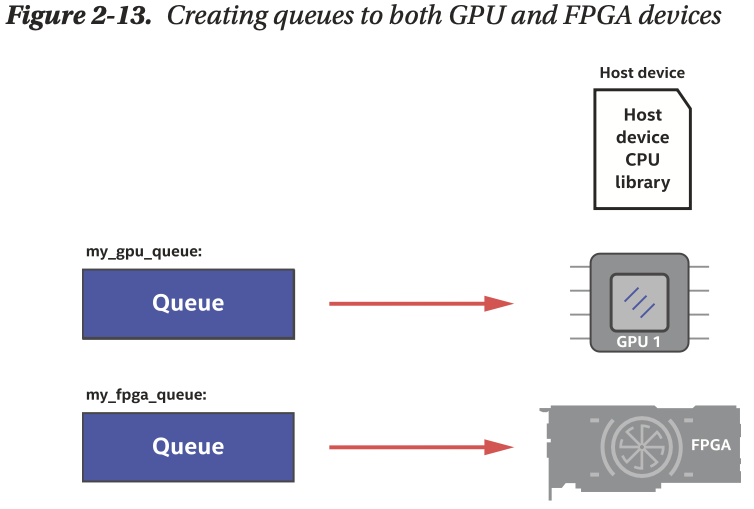 Figure 2-13. Creating queues to both GPU and FPGA devices
Host device
Host
device
CPU
library
my_gpu_queue:
Queue
GPU 1
my_fpga_queue:
Queue
FPGA